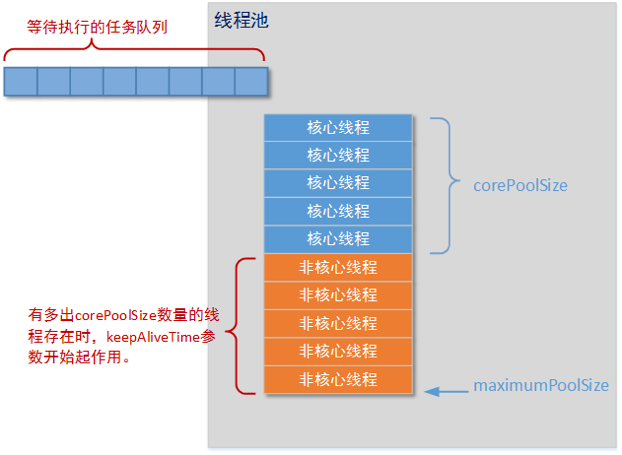 线程池
等待执行的任务队列
核心线程
核心线程
核心线程
核心线程
核心线程
corePoolSize
非核心线程
非核心线程
非核心线程
非核心线程
非核心线程
有多出corePoolSize数量的线
程存在时，keepAliveTime参
数开始起作用。
maximumPoolSize